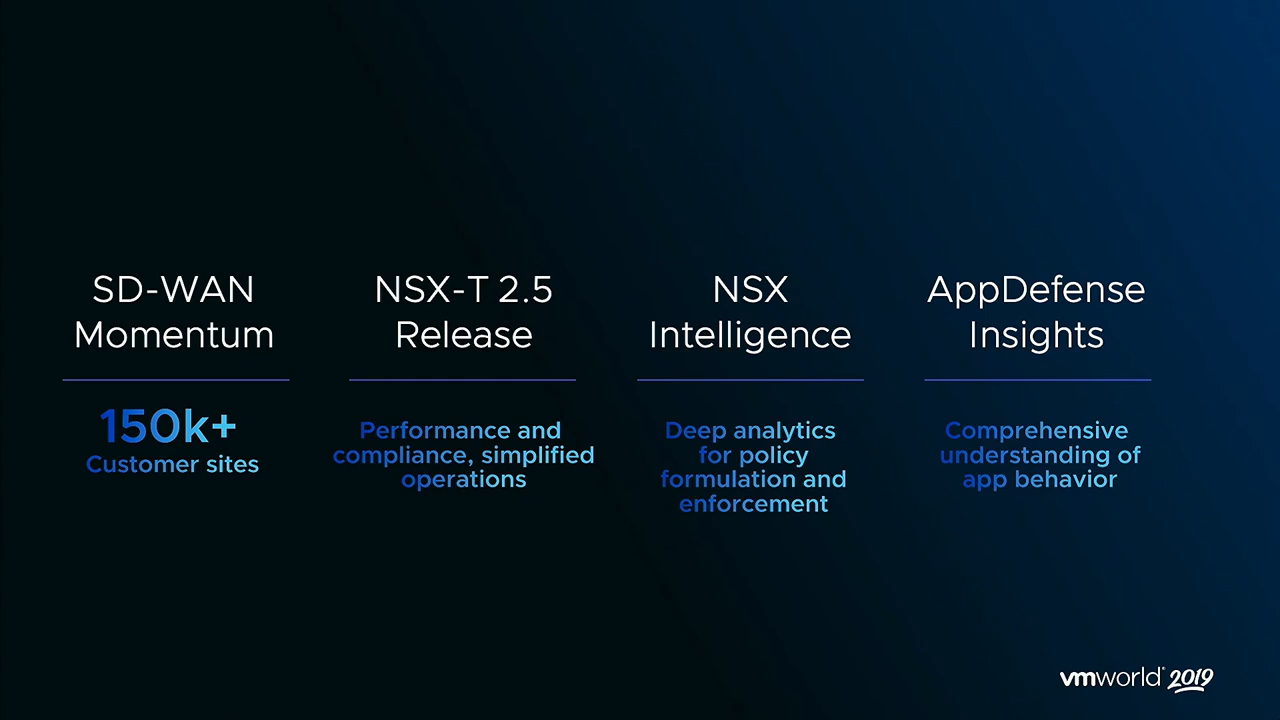 SD-WAN
Momentum
150k+
Customer sites
NSX-T 2.5
Release
Performance and
compliance, simplified
operations
NSX
Intelligence
Deep analytics
for policy
formulation and
enforcement
AppDefense
Insights
Comprehensive
understanding of
app behavior
vmworld® 2019